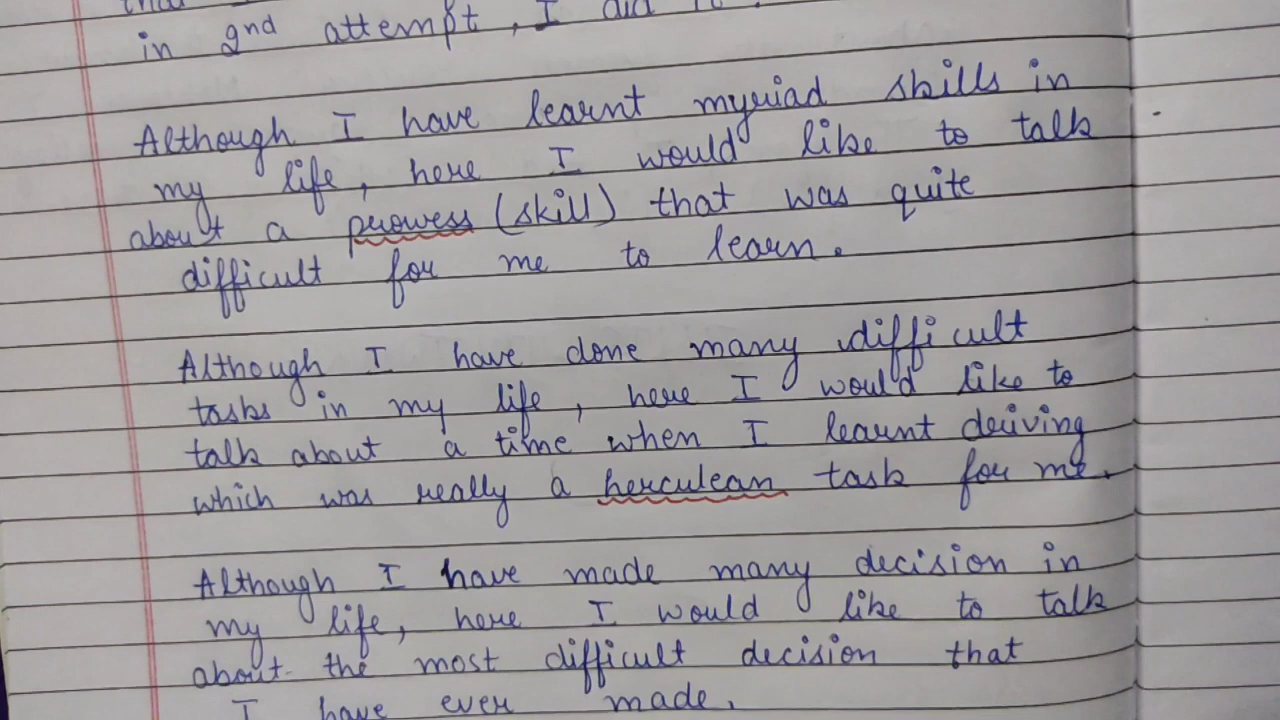 in 2nd attempt, I did it.
Although I have learnt myriad skills in
my life, here I would like to talk
about a prowess (skill) that was quite
difficult for me to learn.
Although I have done many difficult
tasks in my life, here I would like to
talk about a time when I learnt driving
which was really a herculean task for me.
Although I have made many decision in
my life, here I would like to talk
about the most difficult decision that
I have ever made.